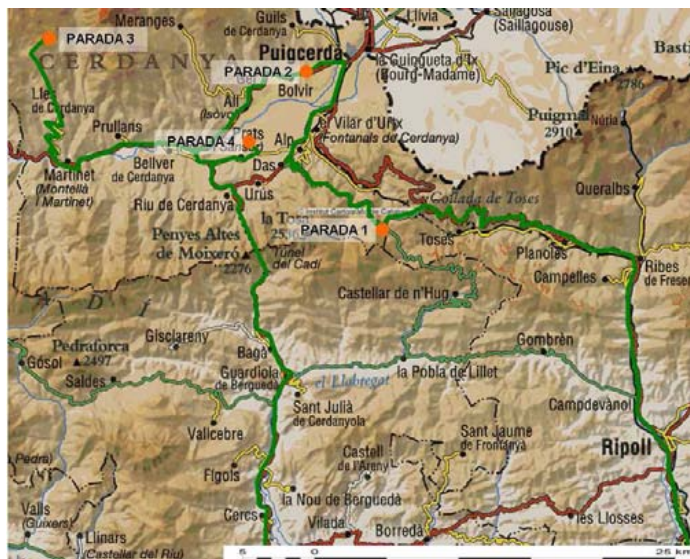 Meranges
Guils
de Cerdanya
Llívia
Sallagosa
(Saillagouse)
PARADA 3
CERDANYA
Puigcerdà
la Guingueta d'Ix
(Bourg-Madame)
PARADA 2
Bolvir
Pic d'Eina
2786
Lles
de Cerdanya
All
(Isòvol)
Puigmal
2910
Núria
Prullans
PARADA 4
Prats
Alp
el Vilar d'Urtx
(Fontanals de Cerdanya)
Martinet
(Montellà
i Martinet)
Bellver
de Cerdanya
Das
Urús
Riu de Cerdanya
Queralbs
Collada de Toses
la Tosa
PARADA 1
Toses
Planoles
Penyes Altes
de Moixeró
2276
Túnel
del Cadí
Campelles
Ribes
de Freser
Castellar de n'Hug
Pedraforca
2497
Gisclareny
Bagà
Gósol
Saldes
Guardiola
de Berguedà
el Llobregat
la Pobla de Lillet
Gombrèn
Campdevànol
Sant Julià
de Cerdanyola
Vallcebre
Sant Jaume
de Frontanyà
Ripoll
Fígols
Castell
de l'Areny
la Nou de Berguedà
Valls
(Guixers)
Cercs
Vilada
Borredà
les Llosses
Llinars
(Castellar del Riu)
5 0 25 km